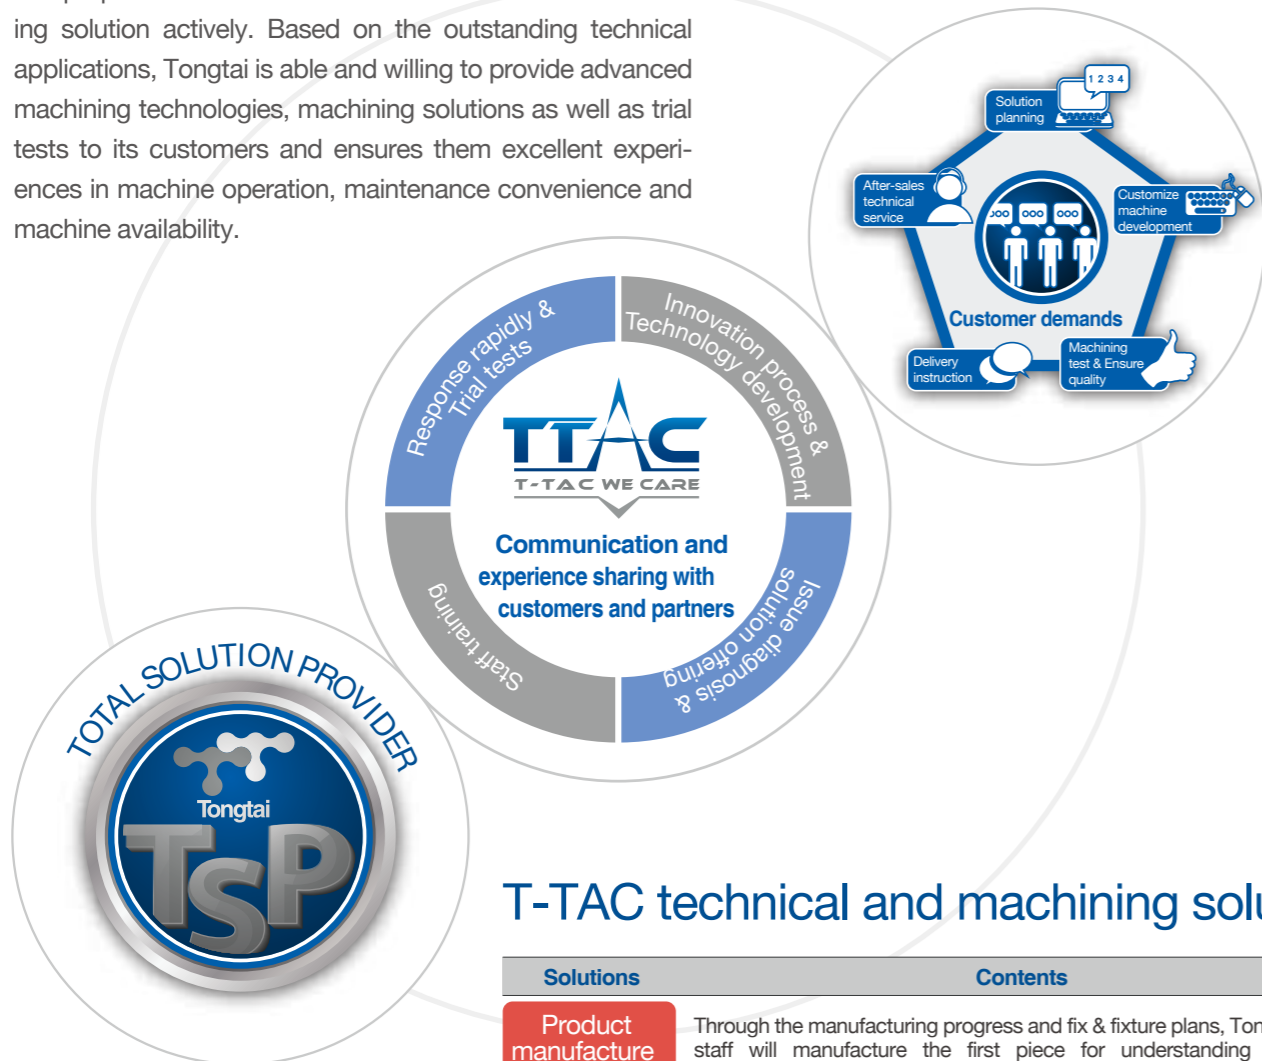 ing solution actively. Based on the outstanding technical
applications, Tongtai is able and willing to provide advanced
machining technologies, machining solutions as well as trial
tests to its customers and ensures them excellent experi-
ences in machine operation, maintenance convenience and
machine availability.
1 2 3 4
Solution
planning
After-sales
technical
service
Customize
machine
development
Customer demands
Delivery
instruction
Machining
test & Ensure
quality
Response rapidly &
Trial tests
Innovation process &
Technology development
TTAC
T-TAC WE CARE
Communication and
experience sharing with
customers and partners
Staff training
Issue diagnosis &
solution offering
TOTAL SOLUTION PROVIDER
Tongtai
TSP
T-TAC technical and machining solu
Solutions Contents
Product
manufacture
Through the manufacturing progress and fix & fixture plans, Ton
staff will manufacture the first piece for understanding